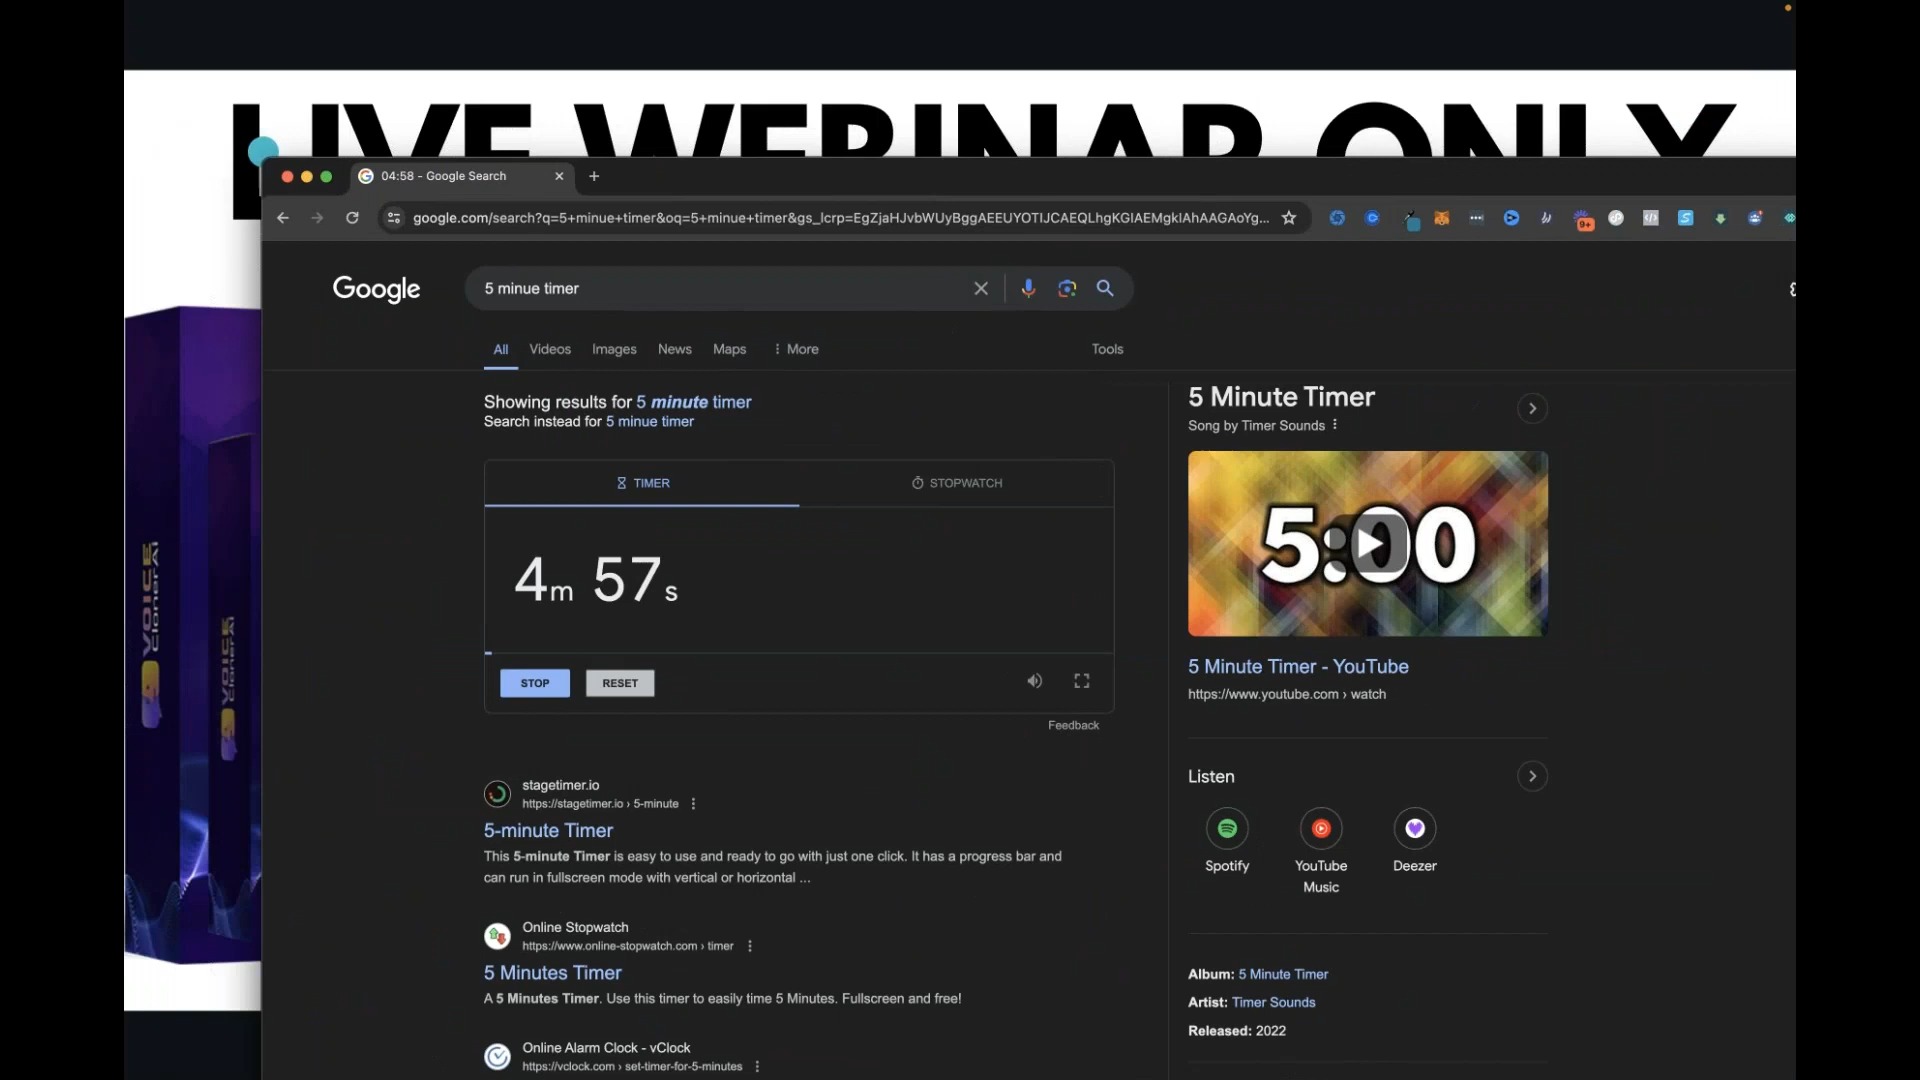 LIVE WEBINAR ONLY
04:58 - Google Search
google.com/search?q=5+minue+timer&oq=5+minue+timer&gs_lcrp=EgZjaHJvbWUyBggAEEUYOTIJCAEQLhgKGIAEMgkIAhAAGAoYg...
9+
Google
5 minue timer
All Videos Images News Maps More Tools
Showing results for 5 minute timer
Search instead for 5 minue timer
TIMER STOPWATCH
4m 57s
STOP RESET
Feedback
stagetimer.io
https://stagetimer.io › 5-minute
5-minute Timer
This 5-minute Timer is easy to use and ready to go with just one click. It has a progress bar and
can run in fullscreen mode with vertical or horizontal ...
Online Stopwatch
https://www.online-stopwatch.com › timer
5 Minutes Timer
A 5 Minutes Timer. Use this timer to easily time 5 Minutes. Fullscreen and free!
Online Alarm Clock - vClock
https://vclock.com › set-timer-for-5-minutes
5 Minute Timer
Song by Timer Sounds
5:00
5 Minute Timer - YouTube
https://www.youtube.com › watch
Listen
Spotify
YouTube
Music
Deezer
Album: 5 Minute Timer
Artist: Timer Sounds
Released: 2022
VOICE
ClonerAi
VOICE
ClonerAi